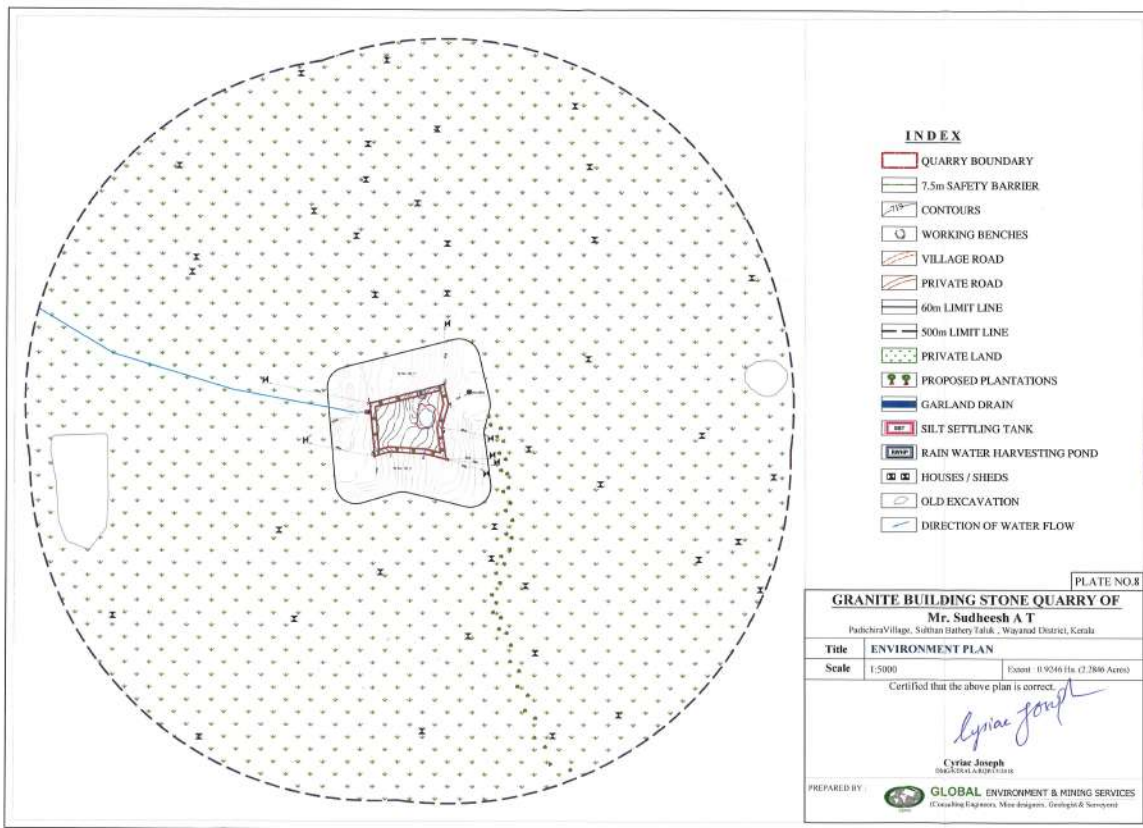 INDEX
QUARRY BOUNDARY
7.5m SAFETY BARRIER
CONTOURS
WORKING BENCHES
VILLAGE ROAD
PRIVATE ROAD
60m LIMIT LINE
500m LIMIT LINE
PRIVATE LAND
PROPOSED PLANTATIONS
GARLAND DRAIN
SILT SETTLING TANK
RAIN WATER HARVESTING POND
HOUSES / SHEDS
OLD EXCAVATION
DIRECTION OF WATER FLOW
PLATE NO.8
GRANITE BUILDING STONE QUARRY OF
Mr. Sudheesh A T
Padichira Village, Sulthan Bathery Taluk , Wayanad District, Kerala
Title ENVIRONMENT PLAN
Scale 1:5000 Extent : 0.9246 Ha. (2.2846 Acres)
Certified that the above plan is correct.
Cyriac Joseph
Cyriac Joseph
PREPARED BY :
GLOBAL ENVIRONMENT & MINING SERVICES
(Consulting Engineers, Mine designers, Geologist & Surveyors)